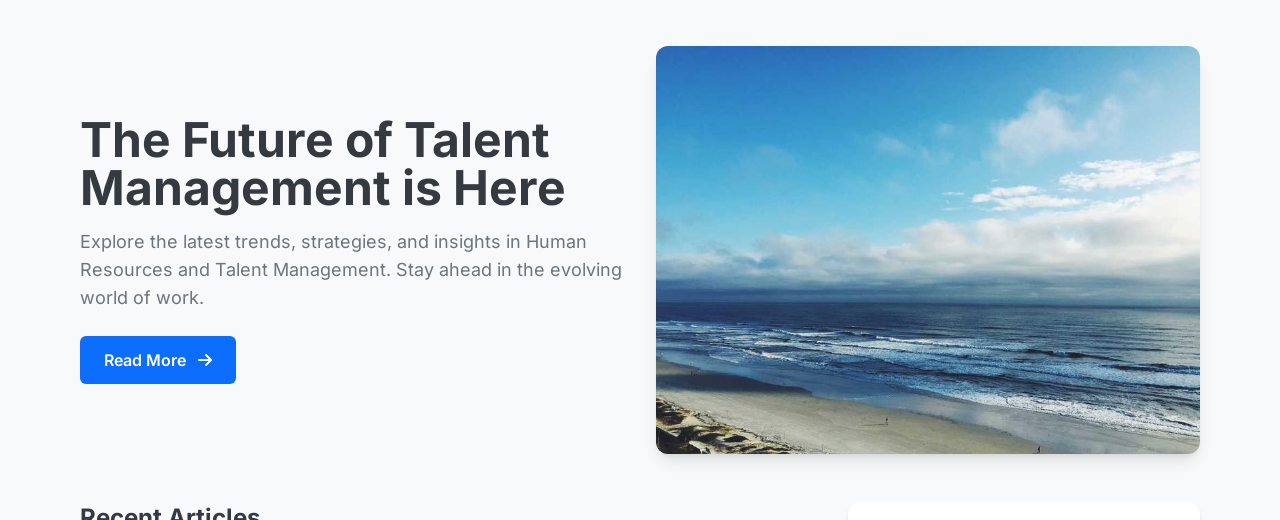 The Future of Talent
Management is Here
Explore the latest trends, strategies, and insights in Human
Resources and Talent Management. Stay ahead in the evolving
world of work.
Read More
Recent Articles